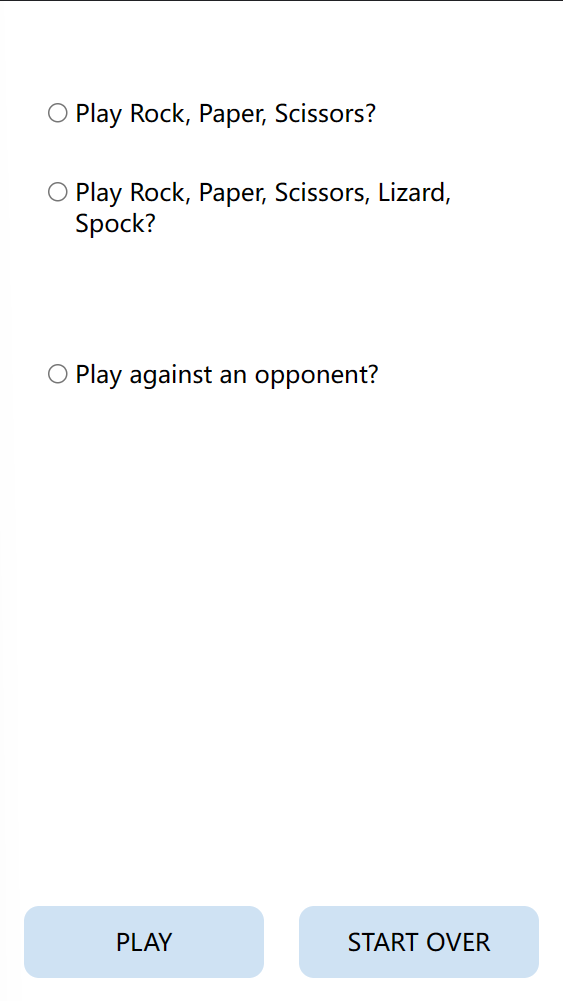 Play Rock, Paper, Scissors?
Play Rock, Paper, Scissors, Lizard,
Spock?
Play against an opponent?
PLAY
START OVER